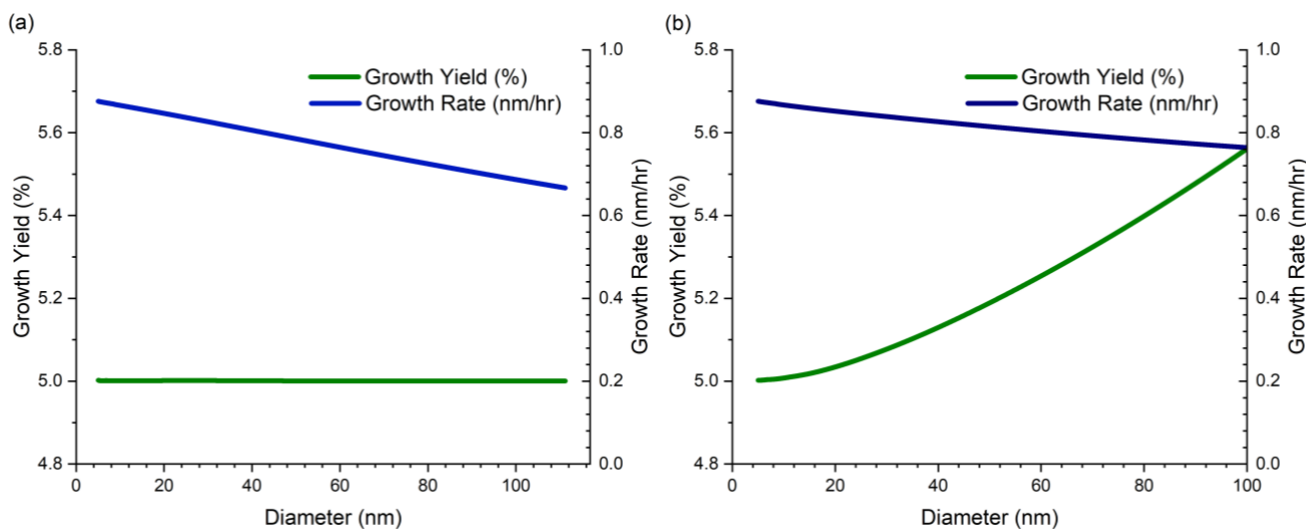 (a)
5.8
5.6
5.4
5.2
5.0
4.8
Growth Yield (%)
Growth Yield (%)
Growth Rate (nm/hr)
1.0
0.8
0.6
0.4
0.2
0.0
Growth Rate (nm/hr)
0 20 40 60 80 100
Diameter (nm)
(b)
5.8
5.6
5.4
5.2
5.0
4.8
Growth Yield (%)
Growth Yield (%)
Growth Rate (nm/hr)
1.0
0.8
0.6
0.4
0.2
0.0
Growth Rate (nm/hr)
0 20 40 60 80 100
Diameter (nm)